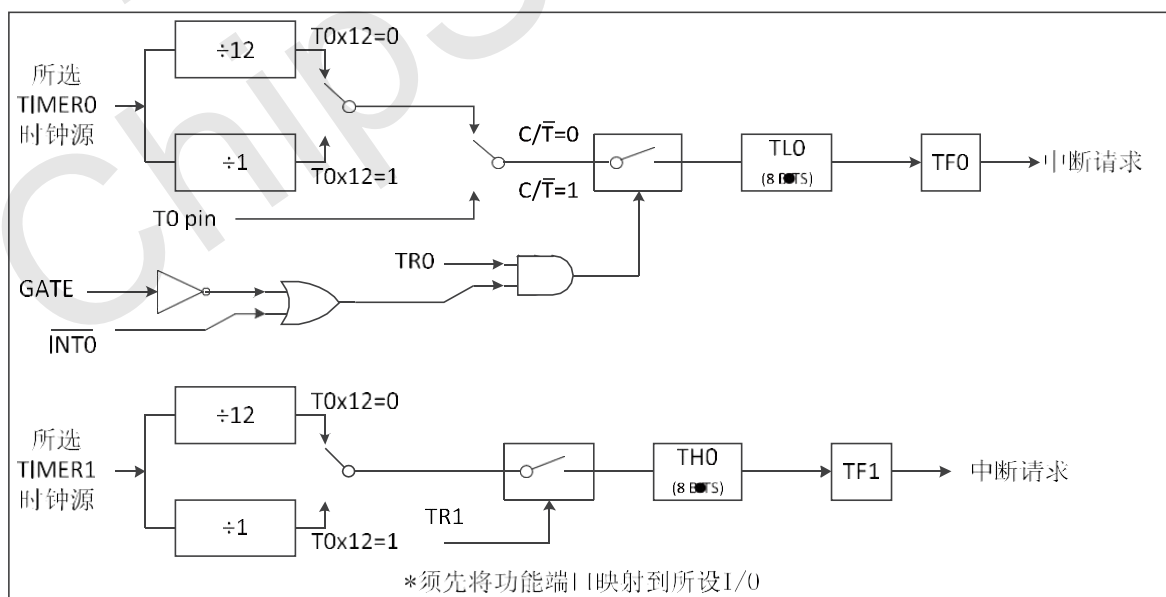 ÷12
T0x12=0
所选
TIMER0
时钟源
÷1
T0x12=1
C/T̅=0
C/T̅=1
TL0
TF0
中断请求
T0 pin
TR0
GATE
I̅N̅T̅0̅
÷12
T0x12=0
所选
TIMER1
时钟源
÷1
T0x12=1
TR1
TH0
TF1
中断请求
*须先将功能端口映射到所设I/0